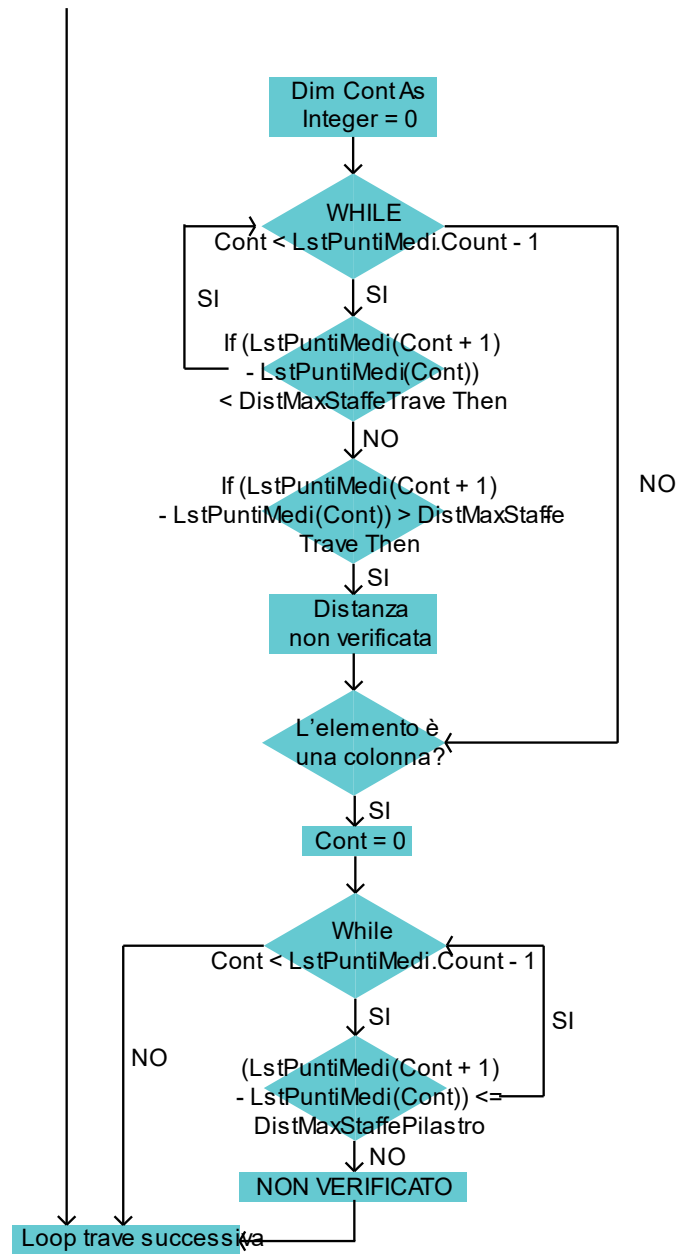 Dim Cont As
Integer = 0
WHILE
Cont < LstPuntiMedi.Count - 1
SI
SI
If (LstPuntiMedi(Cont + 1)
- LstPuntiMedi(Cont))
< DistMaxStaffeTrave Then
NO
If (LstPuntiMedi(Cont + 1)
- LstPuntiMedi(Cont)) > DistMaxStaffe
Trave Then
NO
SI
Distanza
non verificata
L'elemento è
una colonna?
SI
Cont = 0
While
Cont < LstPuntiMedi.Count - 1
SI
SI
NO
(LstPuntiMedi(Cont + 1)
- LstPuntiMedi(Cont)) <=
DistMaxStaffePilastro
NO
NON VERIFICATO
Loop trave successiva